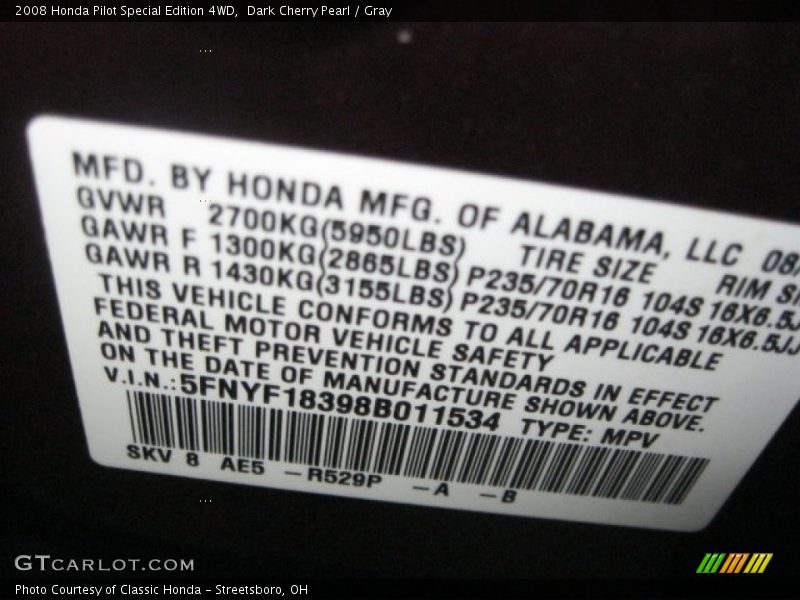 2008 Honda Pilot Special Edition 4WD,  Dark Cherry Pearl / Gray
MFD. BY HONDA MFG. OF ALABAMA, LLC 08/
GVWR 2700KG(5950LBS) TIRE SIZE RIM SI
GAWR F 1300KG(2865LBS) P235/70R16 104S 16X6.5J
GAWR R 1430KG(3155LBS) P235/70R16 104S 16X6.5JJ
THIS VEHICLE CONFORMS TO ALL APPLICABLE
FEDERAL MOTOR VEHICLE SAFETY
AND THEFT PREVENTION STANDARDS IN EFFECT
ON THE DATE OF MANUFACTURE SHOWN ABOVE.
V.I.N.: 5FNYF18398B011534 TYPE: MPV
SKV 8 AE5 -R529P -A -B
GTCARLOT.COM
Photo Courtesy of Classic Honda - Streetsboro, OH